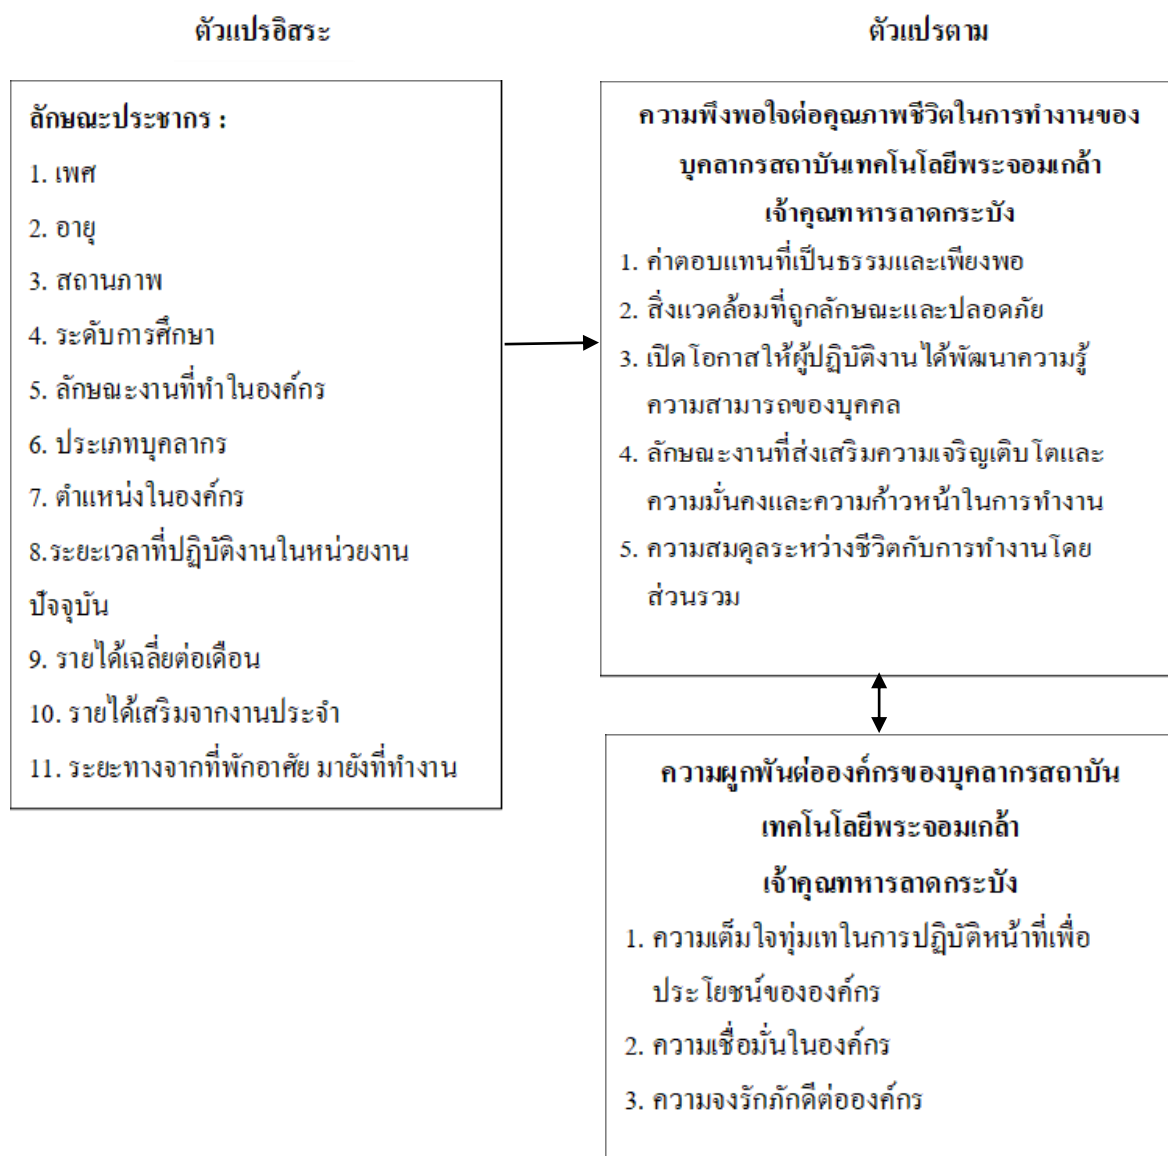 ตัวแปรอิสระ
ตัวแปรตาม
ลักษณะประชากร :
1. เพศ
2. อายุ
3. สถานภาพ
4. ระดับการศึกษา
5. ลักษณะงานที่ทำในองค์กร
6. ประเภทบุคลากร
7. ตำแหน่งในองค์กร
8.ระยะเวลาที่ปฏิบัติงานในหน่วยงาน
ปัจจุบัน
9. รายได้เฉลี่ยต่อเดือน
10. รายได้เสริมจากงานประจำ
11. ระยะทางจากที่พักอาศัย มายังที่ทำงาน
ความพึงพอใจต่อคุณภาพชีวิตในการทำงานของ
บุคลากรสถาบันเทคโนโลยีพระจอมเกล้า
เจ้าคุณทหารลาดกระบัง
1. ค่าตอบแทนที่เป็นธรรมและเพียงพอ
2. สิ่งแวดล้อมที่ถูกลักษณะและปลอดภัย
3. เปิดโอกาสให้ผู้ปฏิบัติงานได้พัฒนาความรู้
ความสามารถของบุคคล
4. ลักษณะงานที่ส่งเสริมความเจริญเติบโตและ
ความมั่นคงและความก้าวหน้าในการทำงาน
5. ความสมดุลระหว่างชีวิตกับการทำงานโดย
ส่วนรวม
ความผูกพันต่อองค์กรของบุคลากรสถาบัน
เทคโนโลยีพระจอมเกล้า
เจ้าคุณทหารลาดกระบัง
1. ความเต็มใจทุ่มเทในการปฏิบัติหน้าที่เพื่อ
ประโยชน์ขององค์กร
2. ความเชื่อมั่นในองค์กร
3. ความจงรักภักดีต่อองค์กร